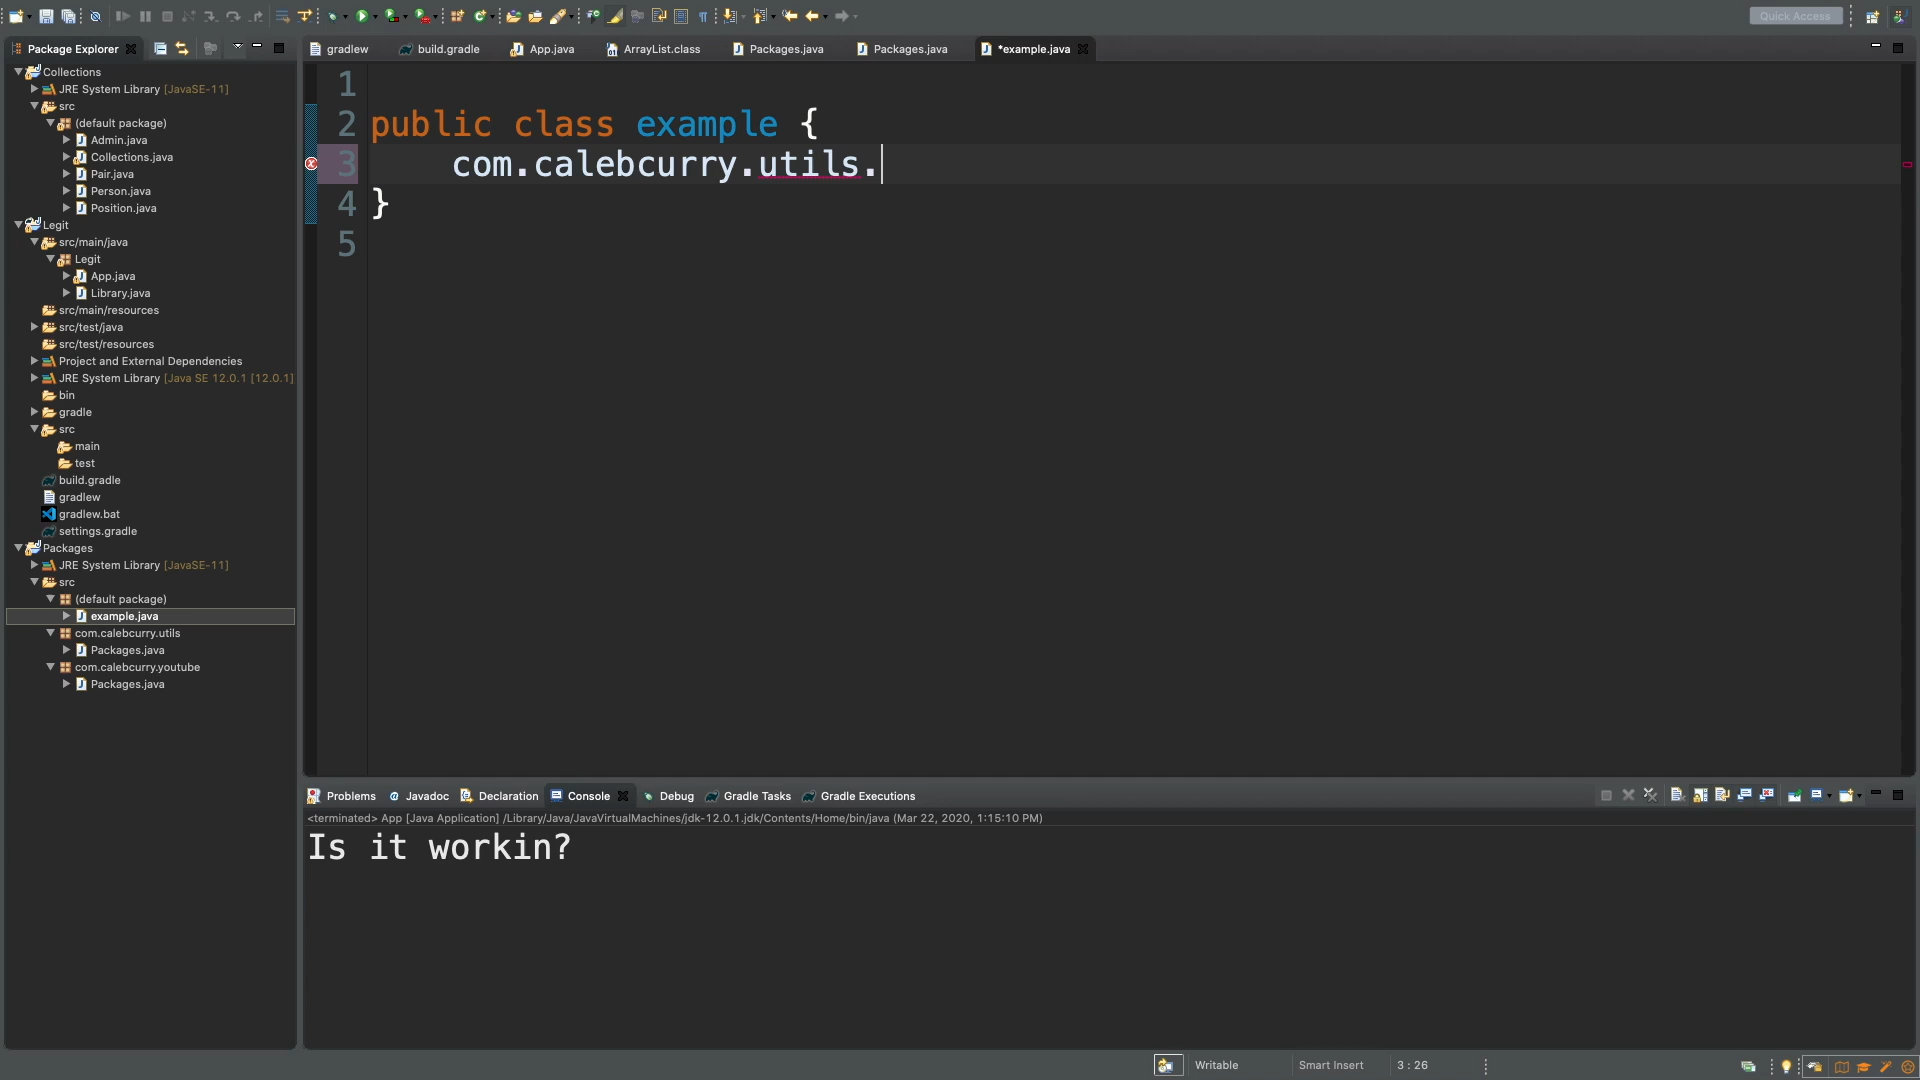 Quick Access
Package Explorer
gradlew
build.gradle
App.java
ArrayList.class
Packages.java
Packages.java
*example.java
Collections
JRE System Library [JavaSE-11]
src
(default package)
Admin.java
Collections.java
Pair.java
Person.java
Position.java
Legit
src/main/java
Legit
App.java
Library.java
src/main/resources
src/test/java
src/test/resources
Project and External Dependencies
JRE System Library [Java SE 12.0.1 [12.0.1]
bin
gradle
src
main
test
build.gradle
gradlew
gradlew.bat
settings.gradle
Packages
JRE System Library [JavaSE-11]
src
(default package)
example.java
com.calebcurry.utils
Packages.java
com.calebcurry.youtube
Packages.java
1
2 public class example {
3 com.calebcurry.utils.
4 }
5
Problems
Javadoc
Declaration
Console
Debug
Gradle Tasks
Gradle Executions
<terminated> App [Java Application] /Library/Java/JavaVirtualMachines/jdk-12.0.1.jdk/Contents/Home/bin/java (Mar 22, 2020, 1:15:10 PM)
Is it workin?
Writable
Smart Insert
3 : 26